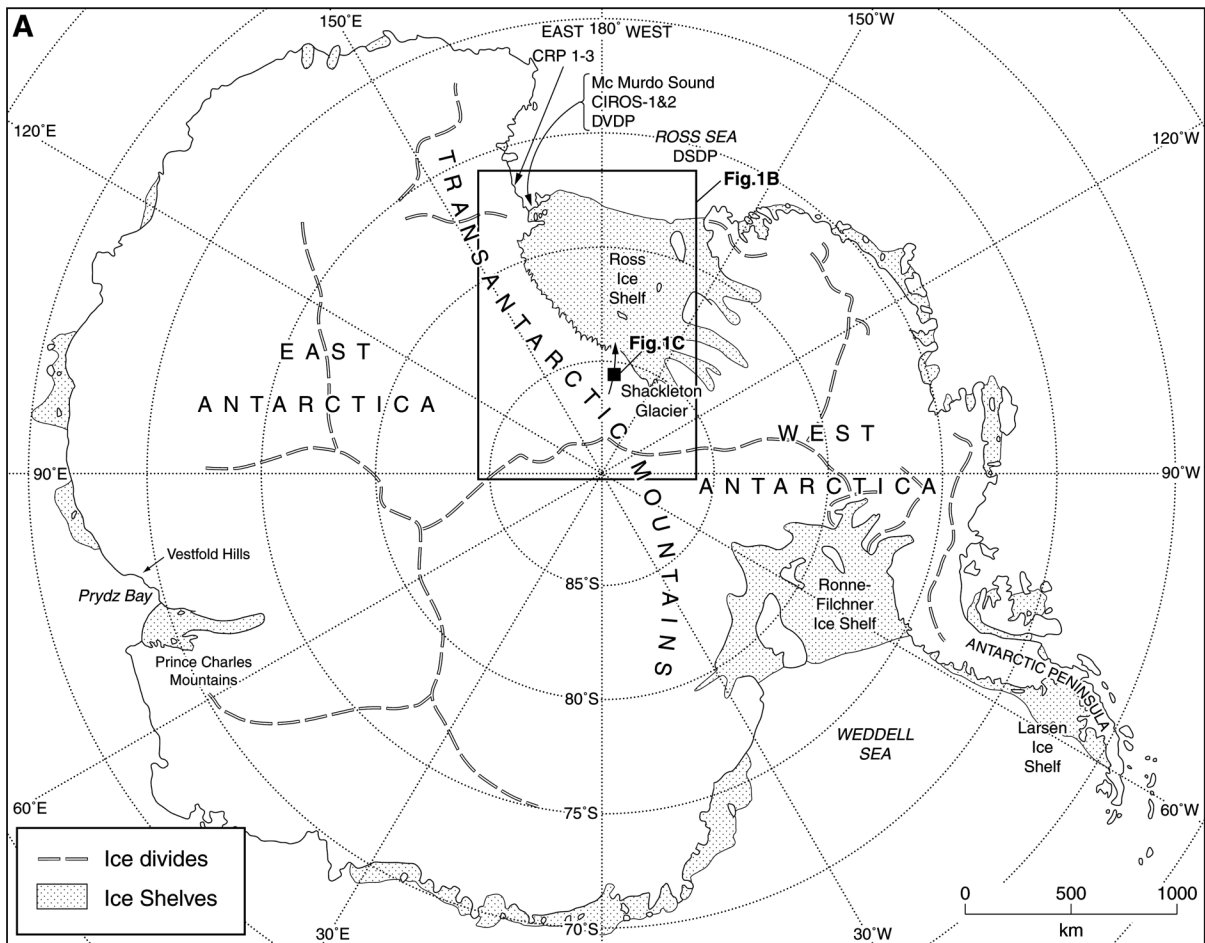 A
150˚E
EAST 180˚ WEST
150˚W
CRP 1-3
Mc Murdo Sound
CIROS-1&2
DVDP
120˚E
ROSS SEA
DSDP
120˚W
Fig.1B
TRANSANTARCTIC MOUNTAINS
Ross
Ice
Shelf
Fig.1C
Shackleton
Glacier
EAST
ANTARCTICA
WEST
ANTARCTICA
90˚E
90˚W
Vestfold Hills
Prydz Bay
Prince Charles
Mountains
85˚S
Ronne-
Filchner
Ice Shelf
80˚S
ANTARCTIC PENINSULA
WEDDELL
SEA
Larsen
Ice
Shelf
75˚S
60˚E
60˚W
Ice divides
Ice Shelves
0 500 1000
km
70˚S
30˚E
30˚W